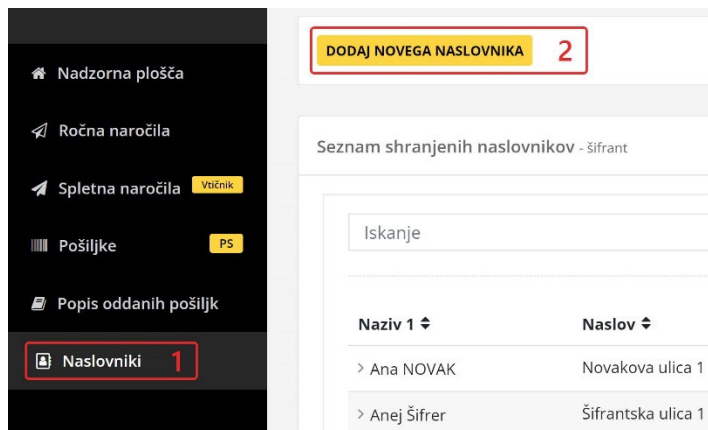 Nadzorna plošča
Ročna naročila
Spletna naročila Vtičnik
Pošiljke PS
Popis oddanih pošiljk
Naslovniki 1
DODAJ NOVEGA NASLOVNIKA 2
Seznam shranjenih naslovnikov - šifrant
Iskanje
Naziv 1 Naslov
Ana NOVAK Novakova ulica 1
Anej Šifrer Šifrantska ulica 1